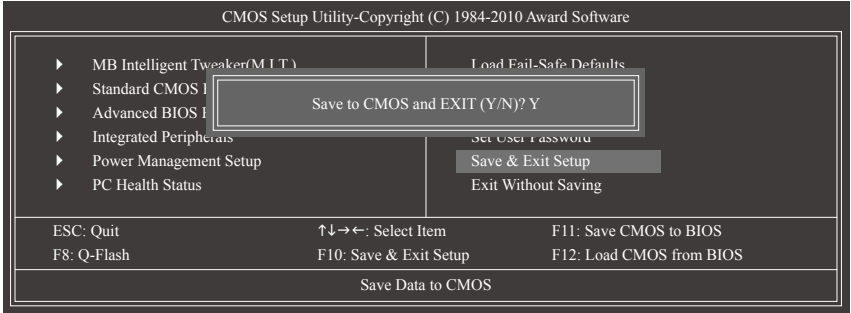 CMOS Setup Utility-Copyright (C) 1984-2010 Award Software
MB Intelligent Tweaker(M.I.T.)
Standard CMOS
Advanced BIOS
Integrated Peripherals
Power Management Setup
PC Health Status
Load Fail-Safe Defaults
Set User Password
Save & Exit Setup
Exit Without Saving
Save to CMOS and EXIT (Y/N)? Y
ESC: Quit ↑↓→←: Select Item F11: Save CMOS to BIOS
F8: Q-Flash F10: Save & Exit Setup F12: Load CMOS from BIOS
Save Data to CMOS